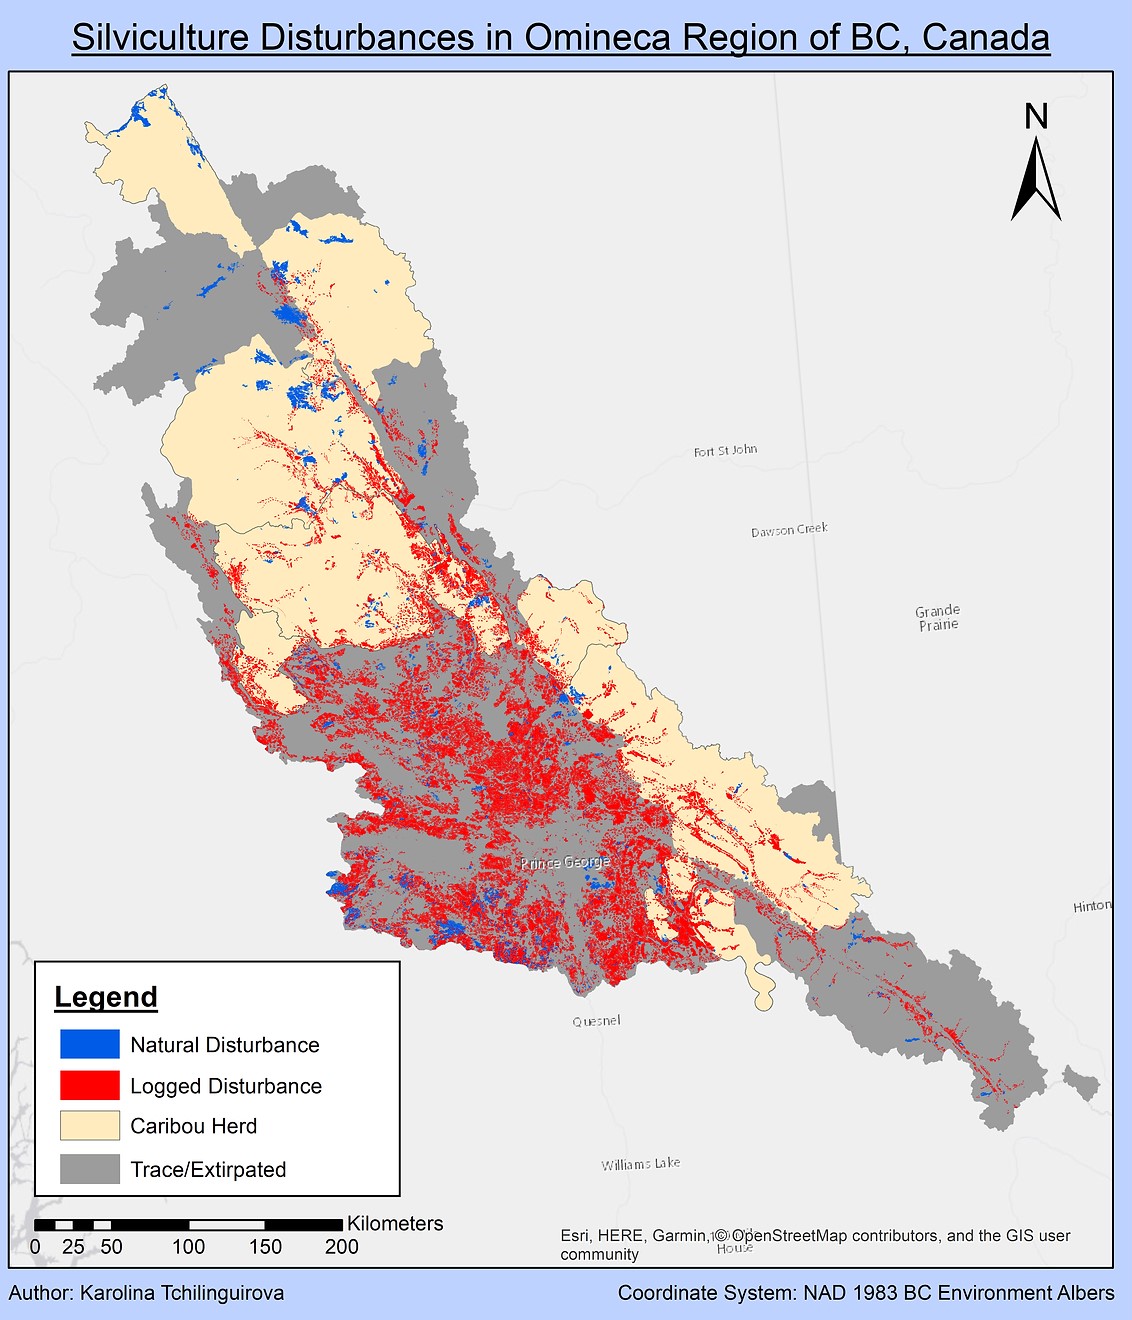 Silviculture Disturbances in Omineca Region of BC, Canada
N
Fort St John
Dawson Creek
Grande
Prairie
Prince George
Hinton
Quesnel
Williams Lake
House
Legend
Natural Disturbance
Logged Disturbance
Caribou Herd
Trace/Extirpated
Kilometers
0 25 50 100 150 200
Esri, HERE, Garmin, © OpenStreetMap contributors, and the GIS user
community
Author: Karolina Tchilinguirova
Coordinate System: NAD 1983 BC Environment Albers